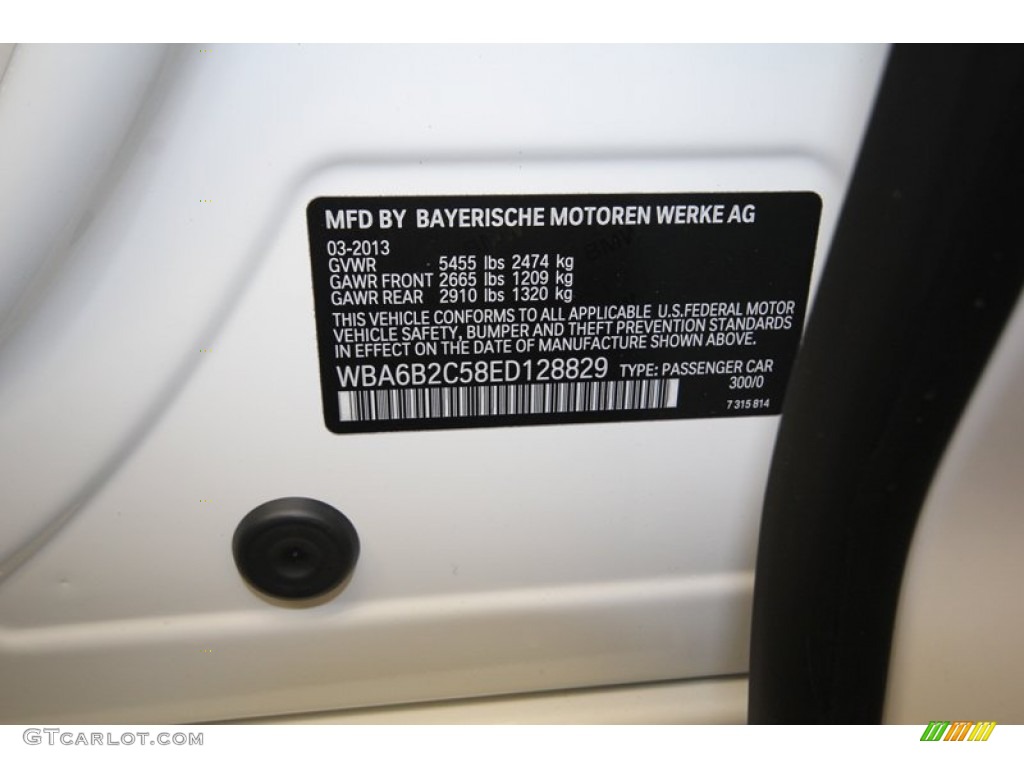 MFD BY BAYERISCHE MOTOREN WERKE AG
03-2013
GVWR 5455 lbs 2474 kg
GAWR FRONT 2665 lbs 1209 kg
GAWR REAR 2910 lbs 1320 kg
THIS VEHICLE CONFORMS TO ALL APPLICABLE U.S.FEDERAL MOTOR
VEHICLE SAFETY, BUMPER AND THEFT PREVENTION STANDARDS
IN EFFECT ON THE DATE OF MANUFACTURE SHOWN ABOVE.
WBA6B2C58ED128829 TYPE: PASSENGER CAR
300/0
7 315 814
GTCarLot.com